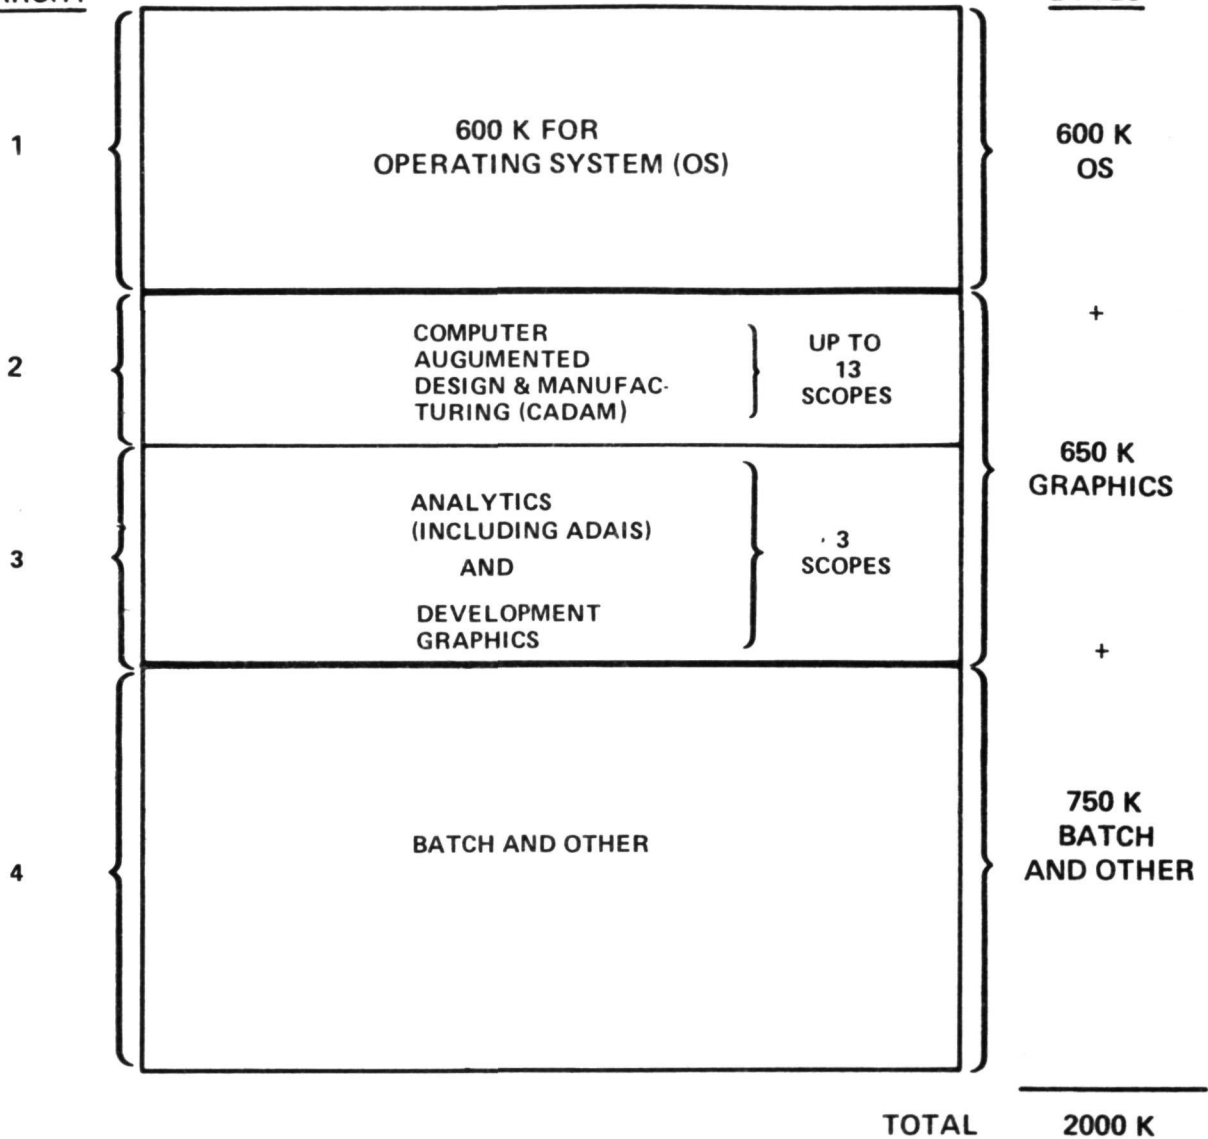 1
600 K FOR
OPERATING SYSTEM (OS)
600 K
OS
+
2
COMPUTER
AUGUMENTED
DESIGN & MANUFAC-
TURING (CADAM)
UP TO
13
SCOPES
650 K
GRAPHICS
3
ANALYTICS
(INCLUDING ADAIS)
AND
DEVELOPMENT
GRAPHICS
3
SCOPES
+
4
BATCH AND OTHER
750 K
BATCH
AND OTHER
TOTAL 2000 K